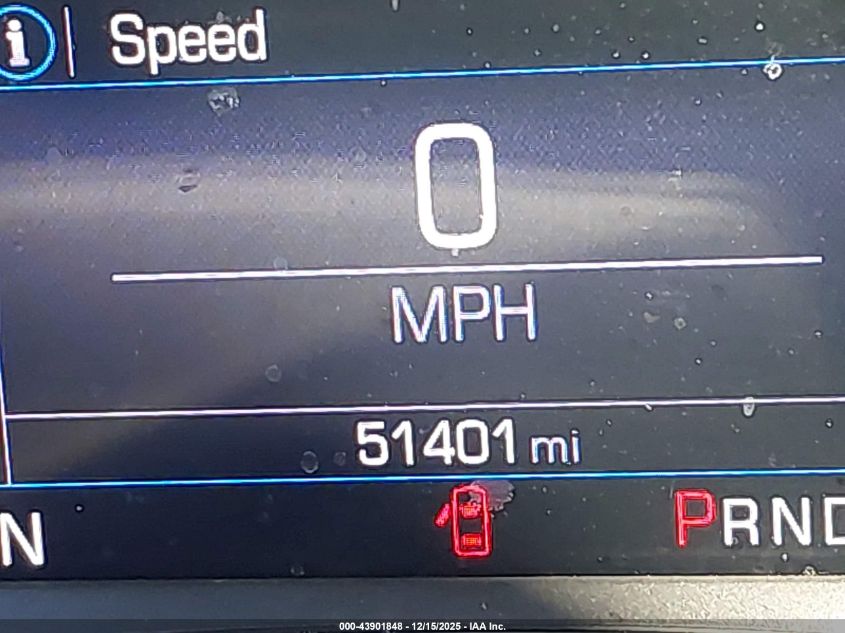 i Speed
0
MPH
51401 mi
N PRND
000-43901848 - 12/15/2025 - IAA Inc.